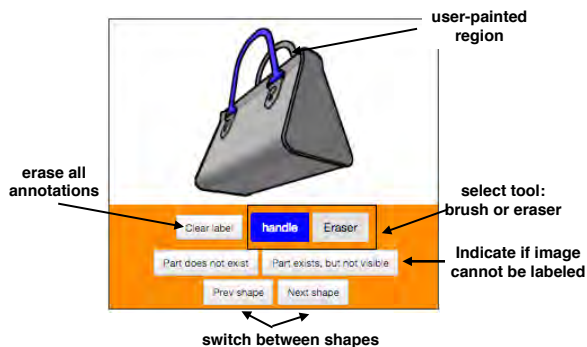 user-painted
region
erase all
annotations
select tool:
brush or eraser
Clear label
handle
Eraser
Part does not exist
Part exists, but not visible
Indicate if image
cannot be labeled
Prev shape
Next shape
switch between shapes